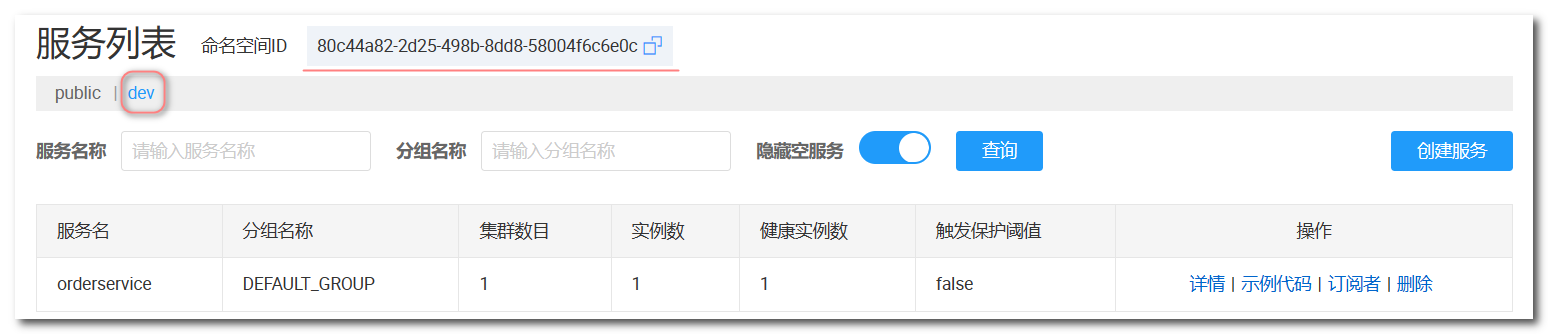 服务列表 命名空间ID 80c44a82-2d25-498b-8dd8-58004f6c6e0c
public | dev
服务名称 请输入服务名称 分组名称 请输入分组名称 隐藏空服务 查询 创建服务
服务名 分组名称 集群数目 实例数 健康实例数 触发保护阈值 操作
orderservice DEFAULT_GROUP 1 1 1 false 详情 | 示例代码 | 订阅者 | 删除